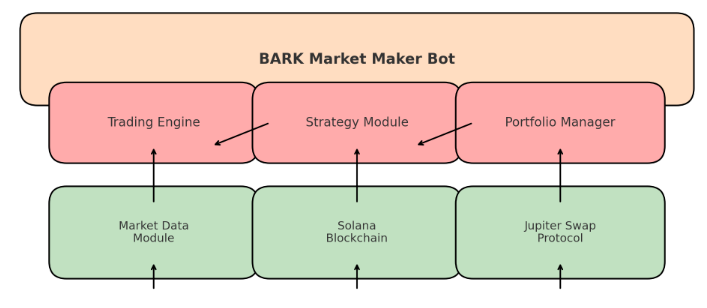 BARK Market Maker Bot
Trading Engine
Strategy Module
Portfolio Manager
Market Data
Module
Solana
Blockchain
Jupiter Swap
Protocol